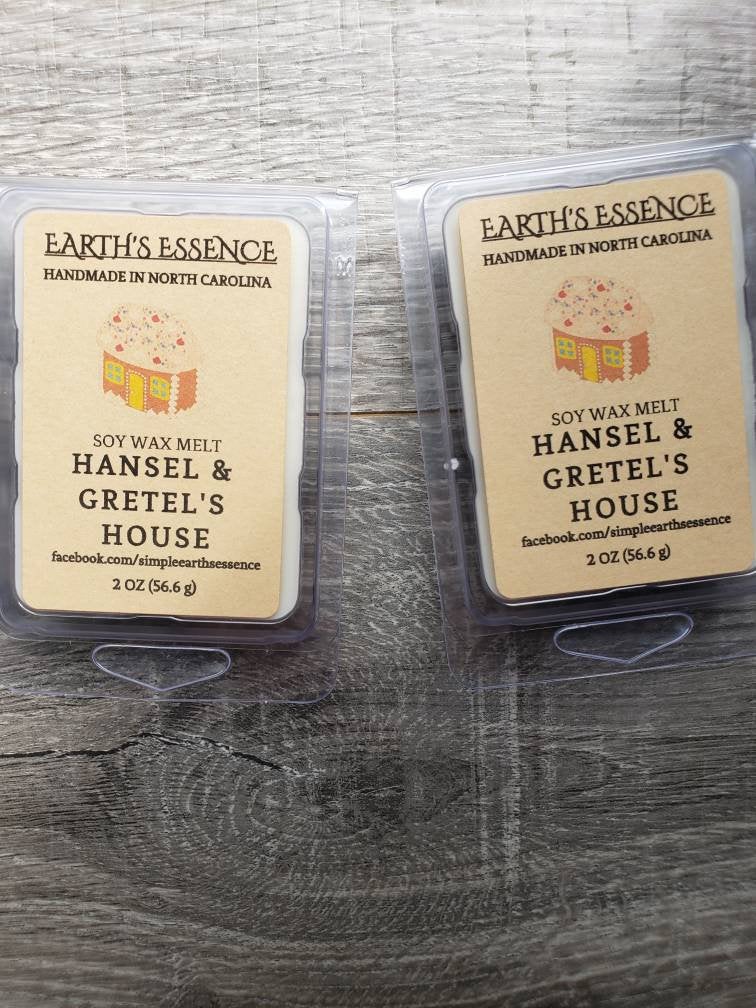 EARTH'S ESSENCE
HANDMADE IN NORTH CAROLINA
SOY WAX MELT
HANSEL &
GRETEL'S
HOUSE
facebook.com/simpleearthsessence
2 OZ (56.6 g)
EARTH'S ESSENCE
HANDMADE IN NORTH CAROLINA
SOY WAX MELT
HANSEL &
GRETEL'S
HOUSE
facebook.com/simpleearthsessence
2 OZ (56.6 g)